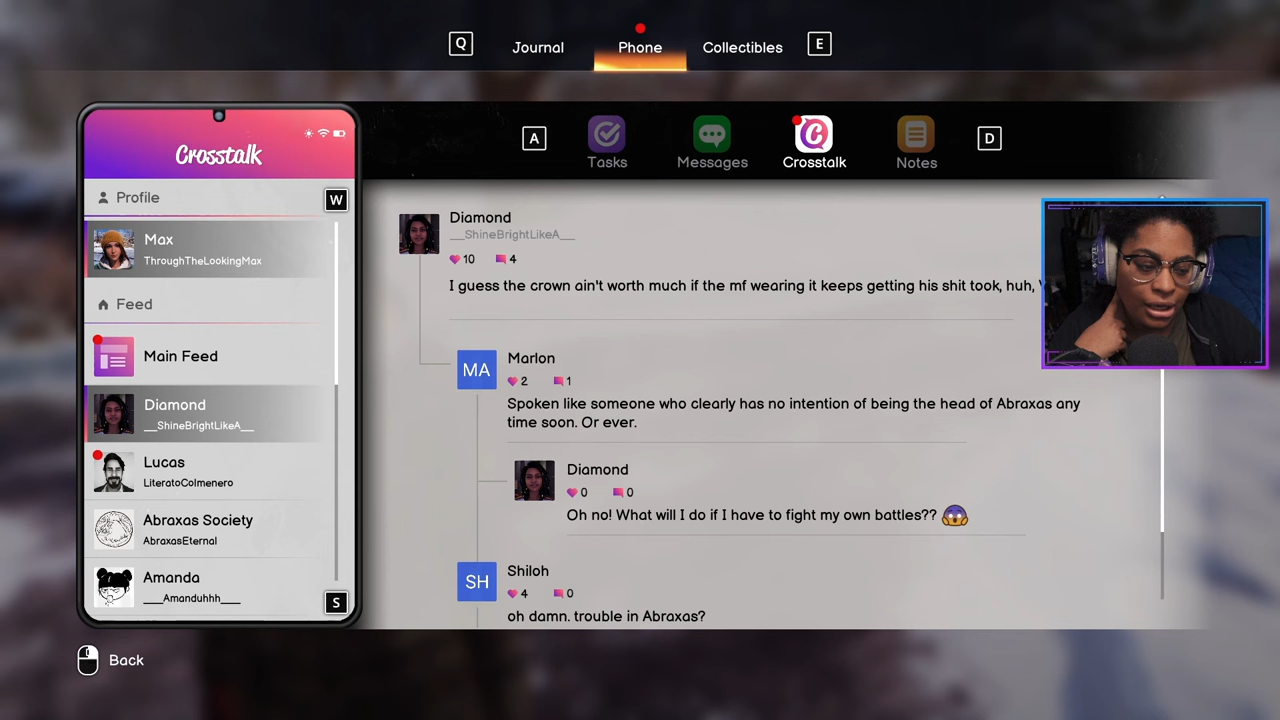 Q
Journal
Phone
Collectibles
E
Crosstalk
Profile
W
Max
ThroughTheLookingMax
Feed
Main Feed
Diamond
__ShineBrightLikeA__
Lucas
LiteratoColmenero
Abraxas Society
AbraxasEternal
Amanda
___Amanduhhh___
S
Back
A
Tasks
Messages
Crosstalk
Notes
D
Diamond
__ShineBrightLikeA__
10
4
I guess the crown ain't worth much if the mf wearing it keeps getting his shit took, huh,
MA
Marlon
2
1
Spoken like someone who clearly has no intention of being the head of Abraxas any
time soon. Or ever.
Diamond
0
0
Oh no! What will I do if I have to fight my own battles?? 😱
SH
Shiloh
4
0
oh damn. trouble in Abraxas?